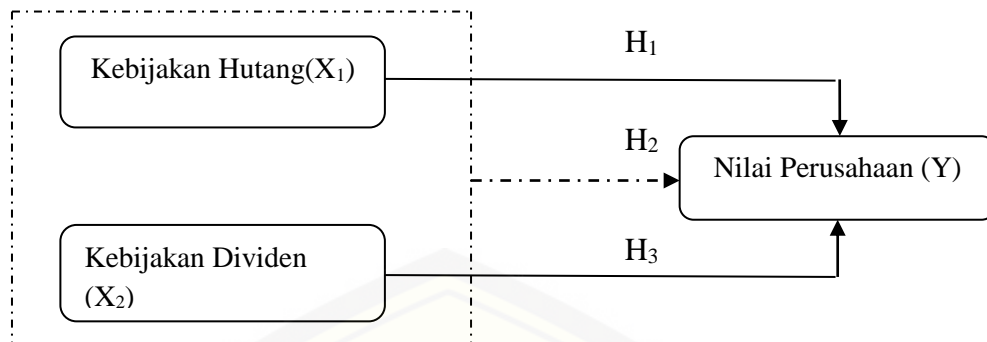 H₁
Kebijakan Hutang(X₁)
H₂
Nilai Perusahaan (Y)
Kebijakan Dividen
(X₂)
H₃